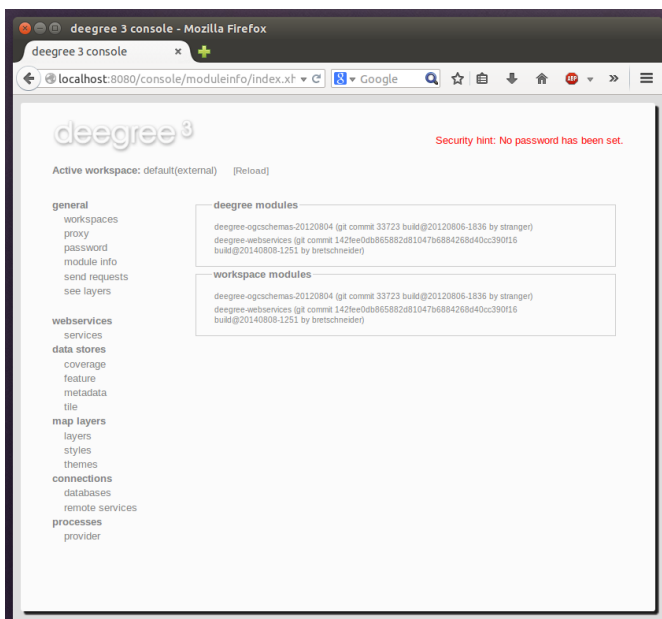 deegree 3 console - Mozilla Firefox
deegree 3 console
localhost:8080/console/moduleinfo/index.xh
Google
ABP
deegree 3
Security hint: No password has been set.
Active workspace: default(external) [Reload]
general
workspaces
proxy
password
module info
send requests
see layers
webservices
services
data stores
coverage
feature
metadata
tile
map layers
layers
styles
themes
connections
databases
remote services
processes
provider
deegree modules
deegree-ogcschemas-20120804 (git commit 33723 build@20120806-1836 by stranger)
deegree-webservices (git commit 142fee0db865882d81047b6884268d40cc390f16
build@20140808-1251 by bretschneider)
workspace modules
deegree-ogcschemas-20120804 (git commit 33723 build@20120806-1836 by stranger)
deegree-webservices (git commit 142fee0db865882d81047b6884268d40cc390f16
build@20140808-1251 by bretschneider)